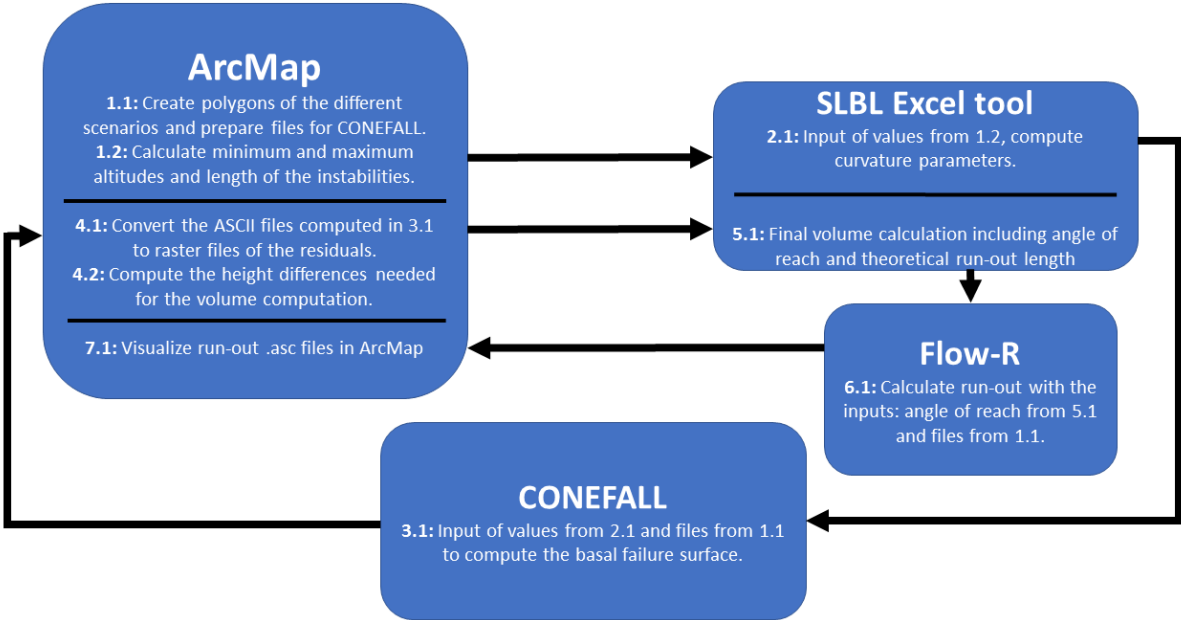 ArcMap
1.1: Create polygons of the different
scenarios and prepare files for CONEFALL.
1.2: Calculate minimum and maximum
altitudes and length of the instabilities.
4.1: Convert the ASCII files computed in 3.1
to raster files of the residuals.
4.2: Compute the height differences needed
for the volume computation.
7.1: Visualize run-out .asc files in ArcMap
SLBL Excel tool
2.1: Input of values from 1.2, compute
curvature parameters.
5.1: Final volume calculation including angle of
reach and theoretical run-out length
Flow-R
6.1: Calculate run-out with the
inputs: angle of reach from 5.1
and files from 1.1.
CONEFALL
3.1: Input of values from 2.1 and files from 1.1
to compute the basal failure surface.